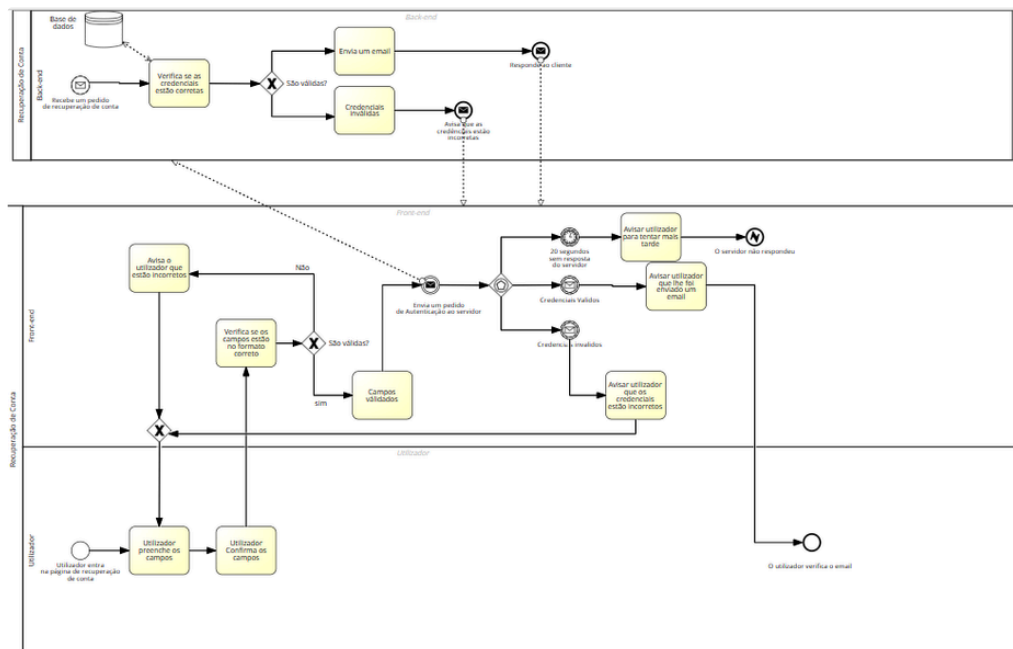 Back-end
Base de
dados
Recuperação de Conta
Back-end
Recebe um pedido
de recuperação de conta
Verifica se as
credenciais
estão corretas
São válidas?
Envia um email
Responde ao cliente
Credenciais
inválidas
Avisa que as
credênciais estão
incorretas
Front-end
Recuperação de Conta
Front-end
Avisa o
utilizador que
estão incorretos
Não
Verifica se os
campos estão
no formato
correto
São válidas?
sim
Campos
válidados
Envia um pedido
de Autenticação ao servidor
20 segundos
sem resposta
do servidor
Avisar utilizador
para tentar mais
tarde
O servidor não respondeu
Credenciais Validos
Avisar utilizador
que lhe foi
enviado um
email
Credenciais invalidos
Avisar utilizador
que os
credenciais
estão incorretos
Utilizador
Utilizador
Utilizador entra
na página de recuperação
de conta
Utilizador
preenche os
campos
Utilizador
Confirma os
campos
O utilizador verifica o email